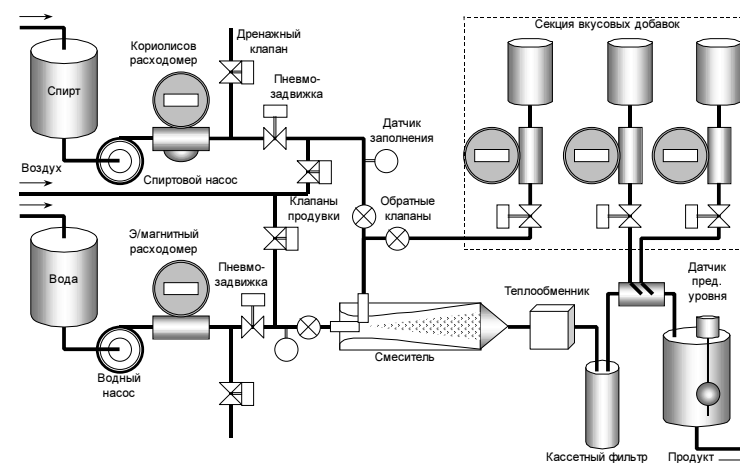 Секция вкусовых добавок
Кориолисов
расходомер
Дренажный
клапан
Спирт
Пневмо-
задвижка
Датчик
заполнения
Воздух
Спиртовой насос
Клапаны
продувки
Обратные
клапаны
Э/магнитный
расходомер
Пневмо-
задвижка
Вода
Датчик
пред.
уровня
Теплообменник
Смеситель
Водный
насос
Кассетный фильтр
Продукт